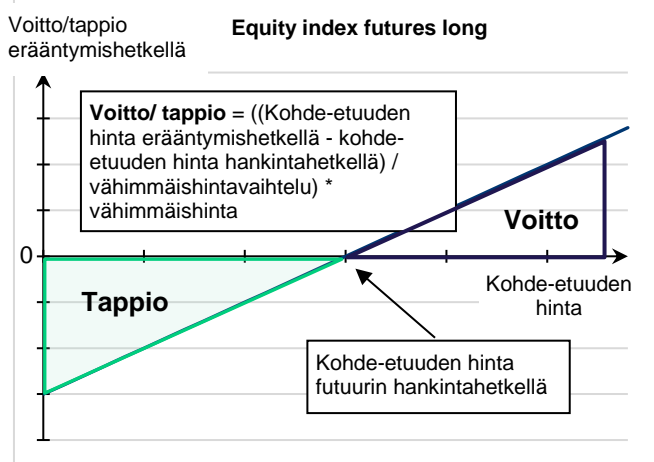 Voitto/tappio
erääntymishetkellä
Equity index futures long
Voitto/ tappio = ((Kohde-etuuden
hinta erääntymishetkellä - kohde-
etuuden hinta hankintahetkellä) /
vähimmäishintavaihtelu) *
vähimmäishinta
Voitto
0
Kohde-etuuden
hinta
Tappio
Kohde-etuuden hinta
futuurin hankintahetkellä